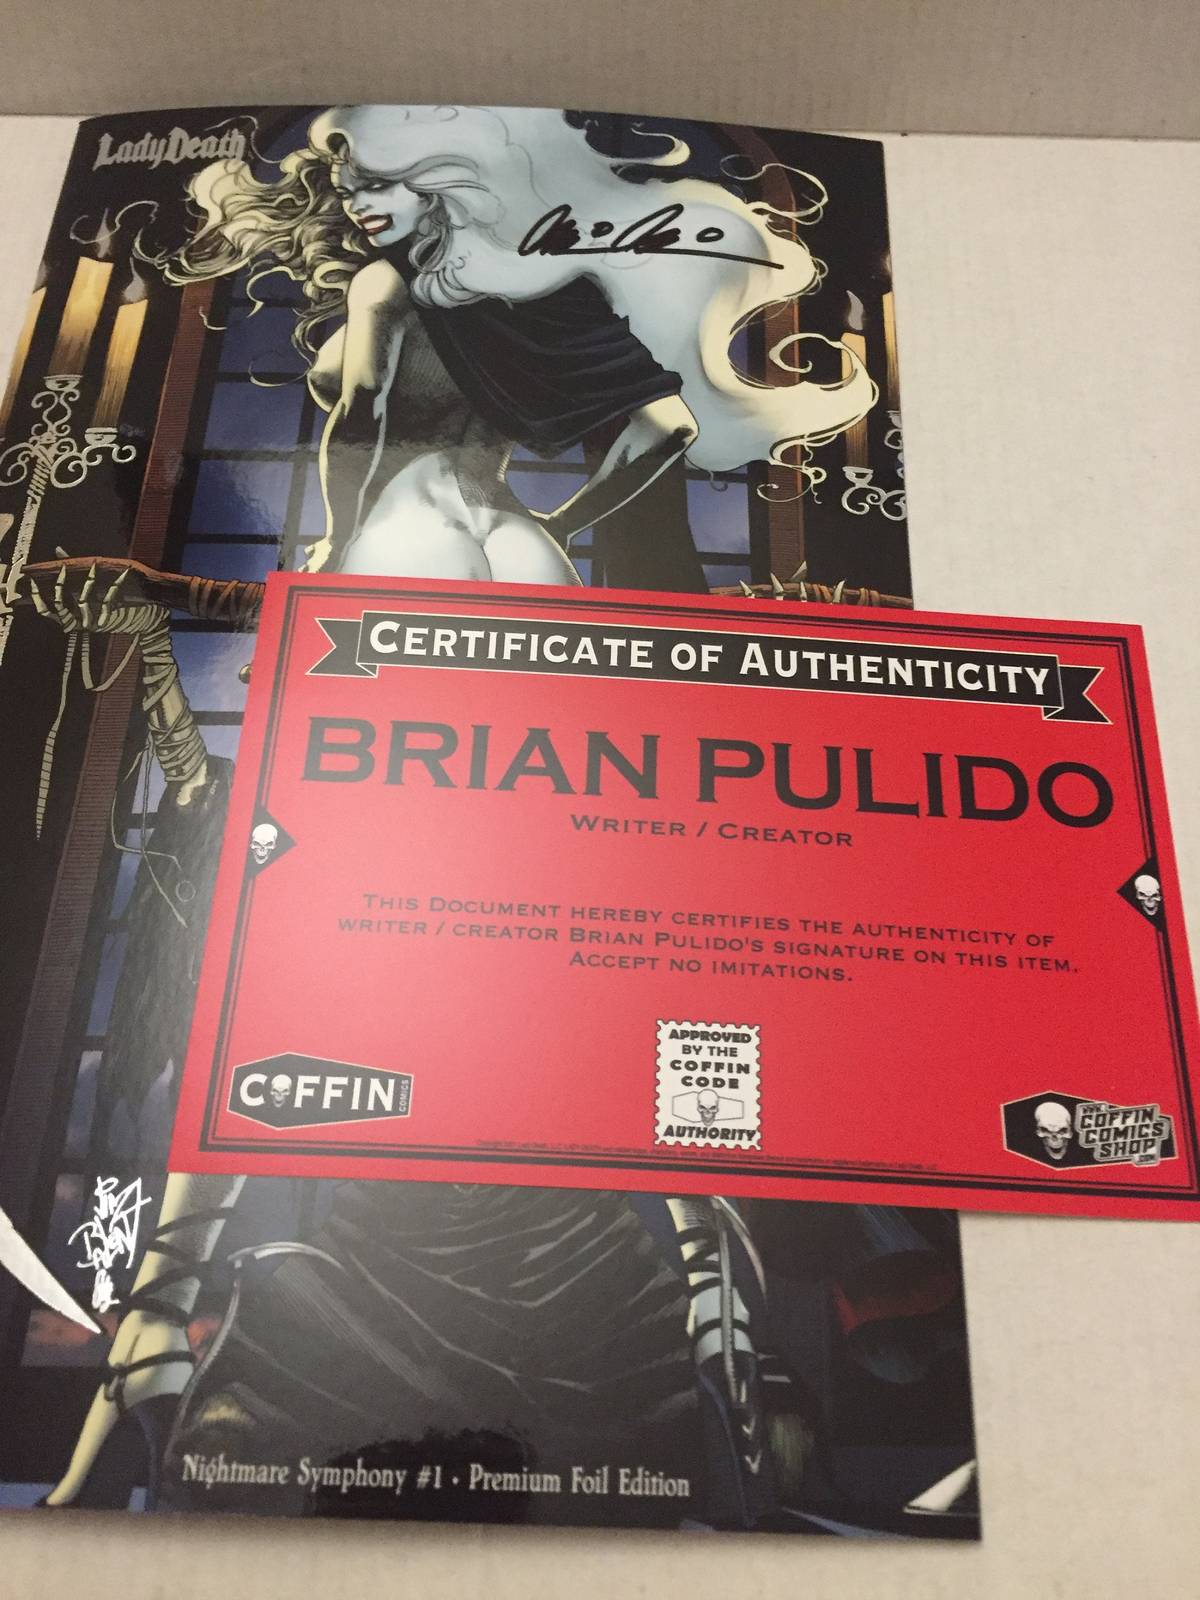 Lady Death
CERTIFICATE OF AUTHENTICITY
BRIAN PULIDO
WRITER / CREATOR
THIS DOCUMENT HEREBY CERTIFIES THE AUTHENTICITY OF
WRITER / CREATOR BRIAN PULIDO'S SIGNATURE ON THIS ITEM.
ACCEPT NO IMITATIONS.
COFFIN COMICS
APPROVED
BY THE
COFFIN
CODE
AUTHORITY
WWW.
COFFIN
COMICS
SHOP
.COM
Nightmare Symphony #1 • Premium Foil Edition